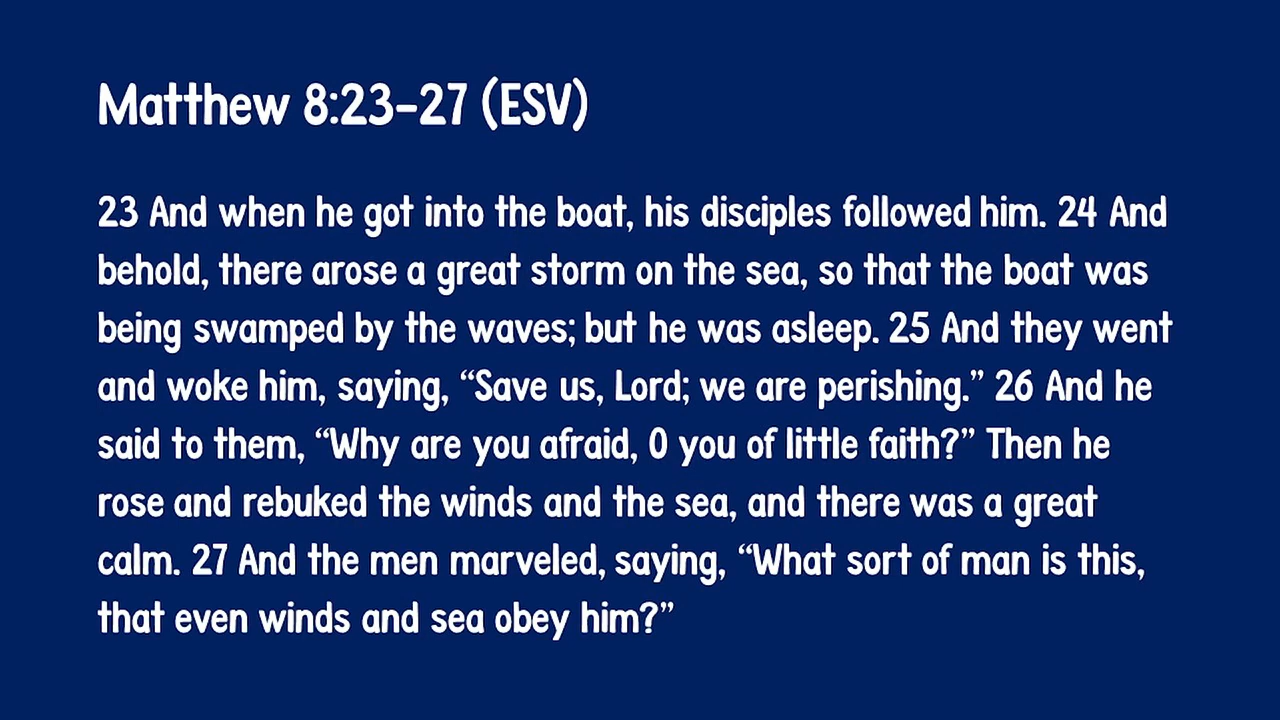 Matthew 8:23–27 (ESV)
23 And when he got into the boat, his disciples followed him. 24 And
behold, there arose a great storm on the sea, so that the boat was
being swamped by the waves; but he was asleep. 25 And they went
and woke him, saying, “Save us, Lord; we are perishing.” 26 And he
said to them, “Why are you afraid, O you of little faith?” Then he
rose and rebuked the winds and the sea, and there was a great
calm. 27 And the men marveled, saying, “What sort of man is this,
that even winds and sea obey him?”